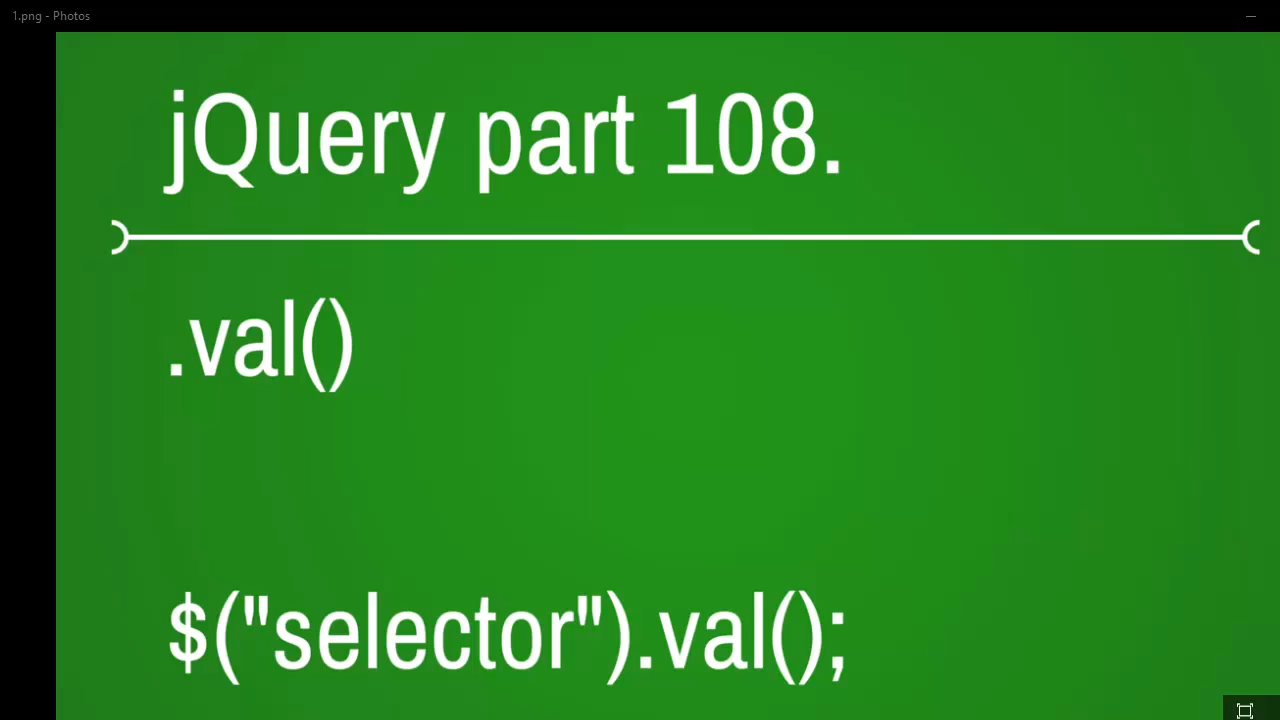 1.png - Photos
jQuery part 108.
.val()
$("selector").val();